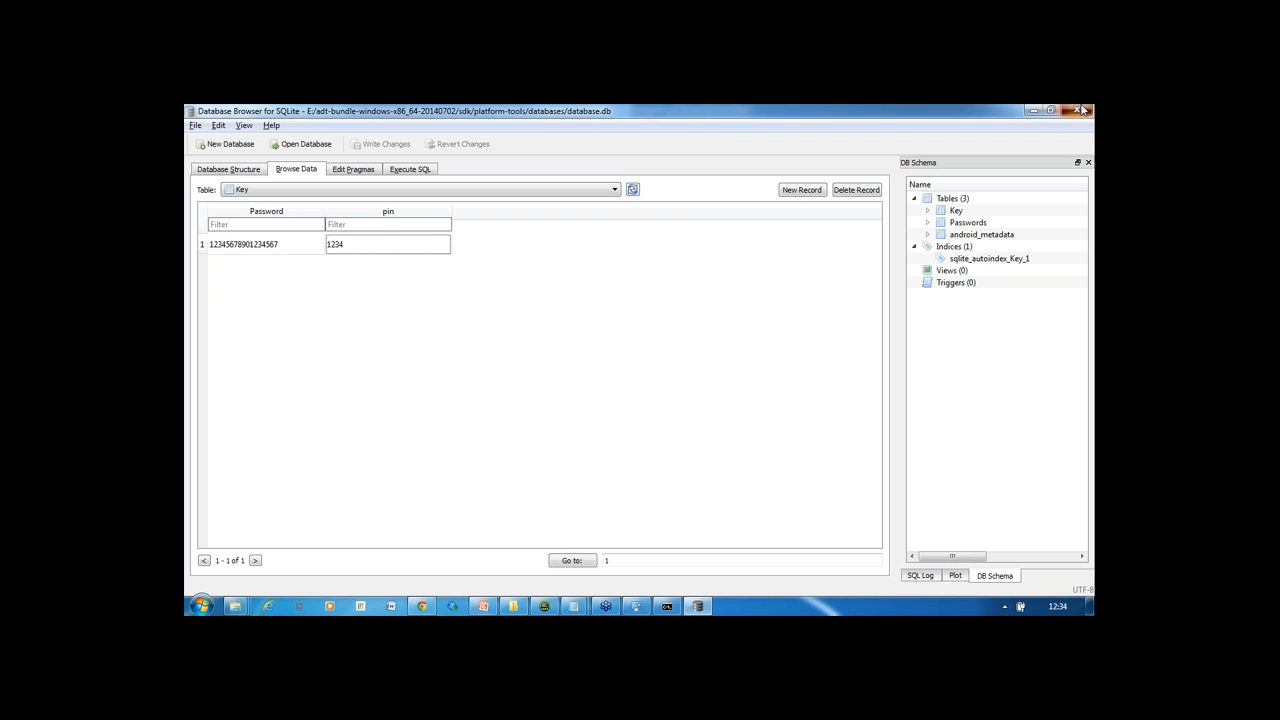 Database Browser for SQLite - E:/adt-bundle-windows-x86_64-20140702/sdk/platform-tools/databases/database.db
File Edit View Help
New Database Open Database Write Changes Revert Changes
Database Structure Browse Data Edit Pragmas Execute SQL
Table: Key New Record Delete Record
Password pin
Filter Filter
1 12345678901234567 1234
1 - 1 of 1 Go to: 1
DB Schema
Name
Tables (3)
Key
Passwords
android_metadata
Indices (1)
sqlite_autoindex_Key_1
Views (0)
Triggers (0)
SQL Log Plot DB Schema
UTF-8
12:34